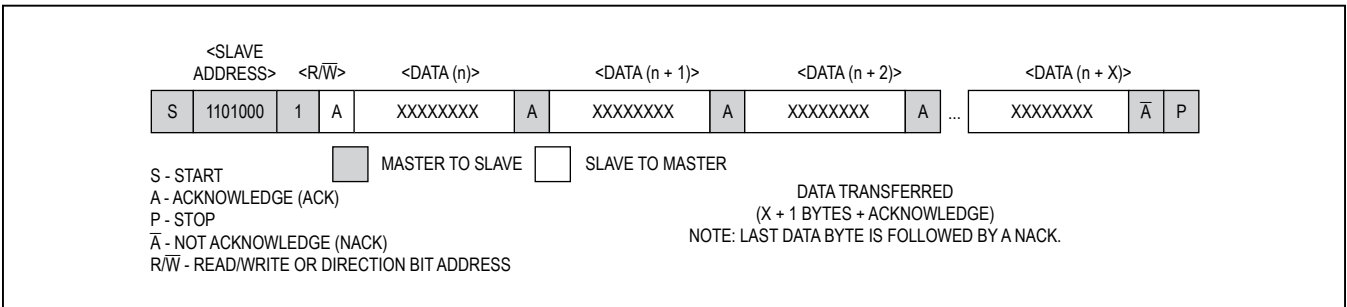 <SLAVE
ADDRESS> <R/W̅> <DATA (n)> <DATA (n + 1)> <DATA (n + 2)> <DATA (n + X)>
S 1101000 1 A XXXXXXXX A XXXXXXXX A XXXXXXXX A ... XXXXXXXX A̅ P
MASTER TO SLAVE SLAVE TO MASTER
S - START
A - ACKNOWLEDGE (ACK)
P - STOP
A̅ - NOT ACKNOWLEDGE (NACK)
R/W̅ - READ/WRITE OR DIRECTION BIT ADDRESS
DATA TRANSFERRED
(X + 1 BYTES + ACKNOWLEDGE)
NOTE: LAST DATA BYTE IS FOLLOWED BY A NACK.